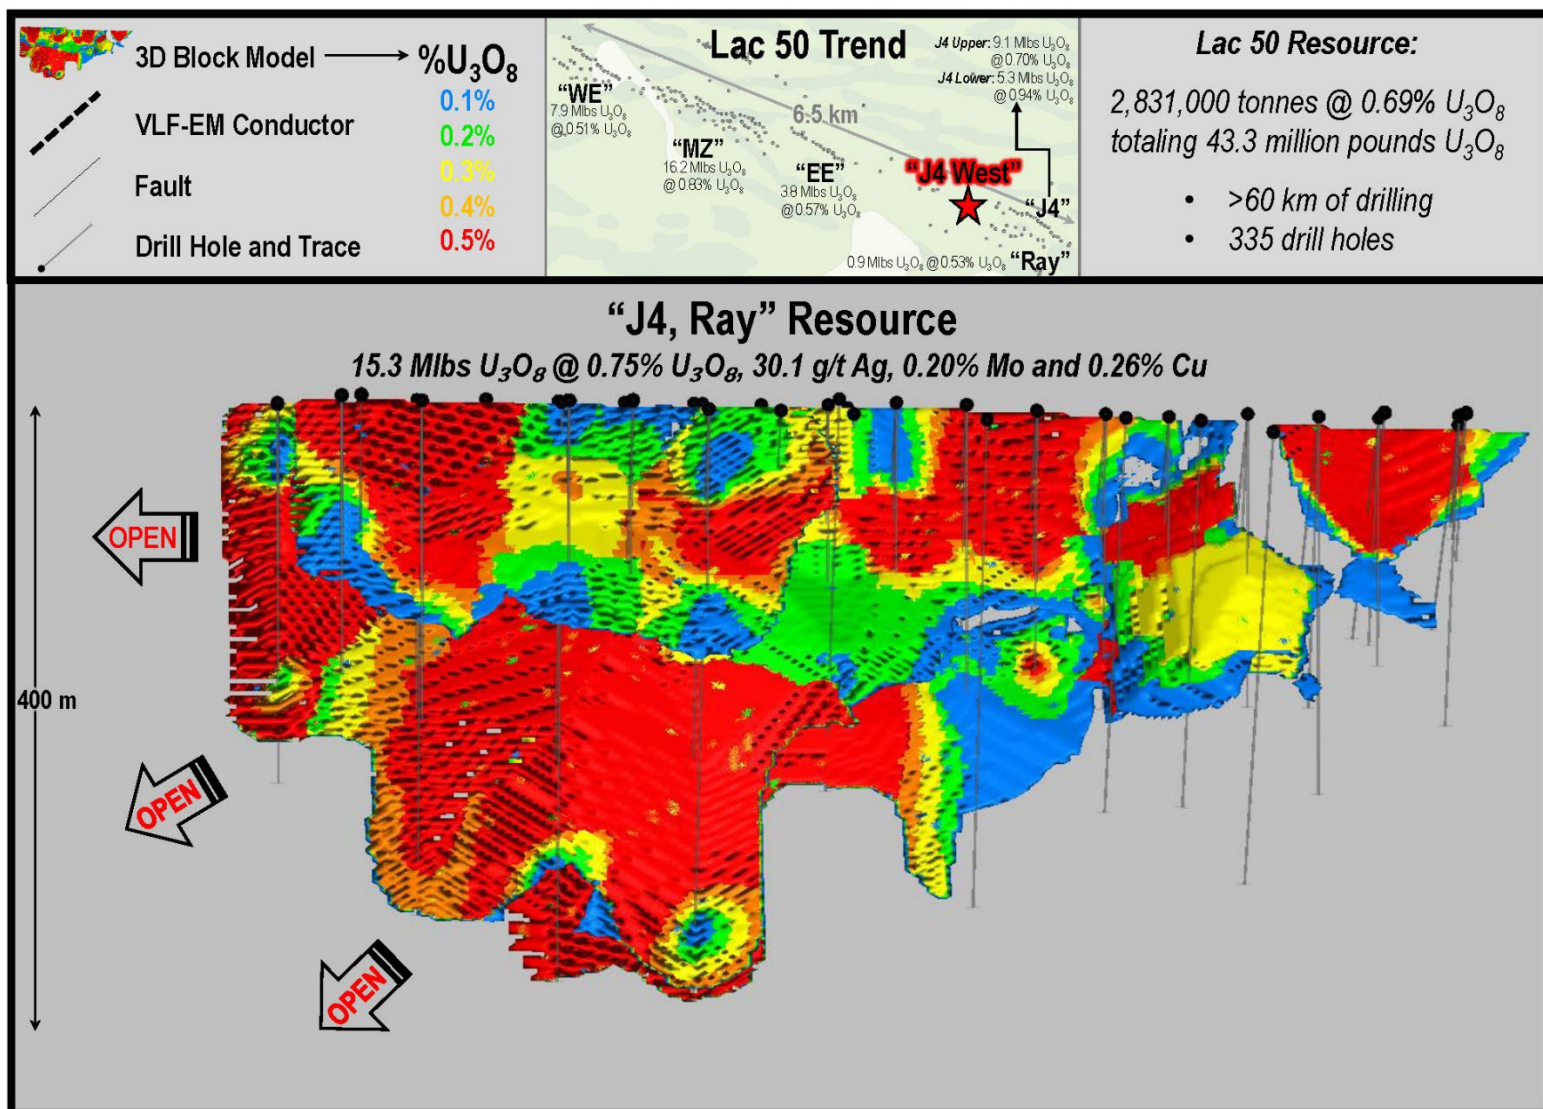 3D Block Model
%U₃O₈
0.1%
VLF-EM Conductor
0.2%
0.3%
Fault
0.4%
Drill Hole and Trace
0.5%
Lac 50 Trend
J4 Upper: 9.1 Mlbs U₃O₈
@ 0.70% U₃O₈
J4 Lower: 5.3 Mlbs U₃O₈
@ 0.94% U₃O₈
6.5 km
“WE”
7.9 Mlbs U₃O₈
@ 0.51% U₃O₈
“MZ”
16.2 Mlbs U₃O₈
@ 0.83% U₃O₈
“EE”
3.8 Mlbs U₃O₈
@ 0.57% U₃O₈
“J4 West”
“J4”
0.9 Mlbs U₃O₈ @ 0.53% U₃O₈ “Ray”
Lac 50 Resource:
2,831,000 tonnes @ 0.69% U₃O₈
totaling 43.3 million pounds U₃O₈
• >60 km of drilling
• 335 drill holes
“J4, Ray” Resource
15.3 Mlbs U₃O₈ @ 0.75% U₃O₈, 30.1 g/t Ag, 0.20% Mo and 0.26% Cu
OPEN
400 m
OPEN
OPEN